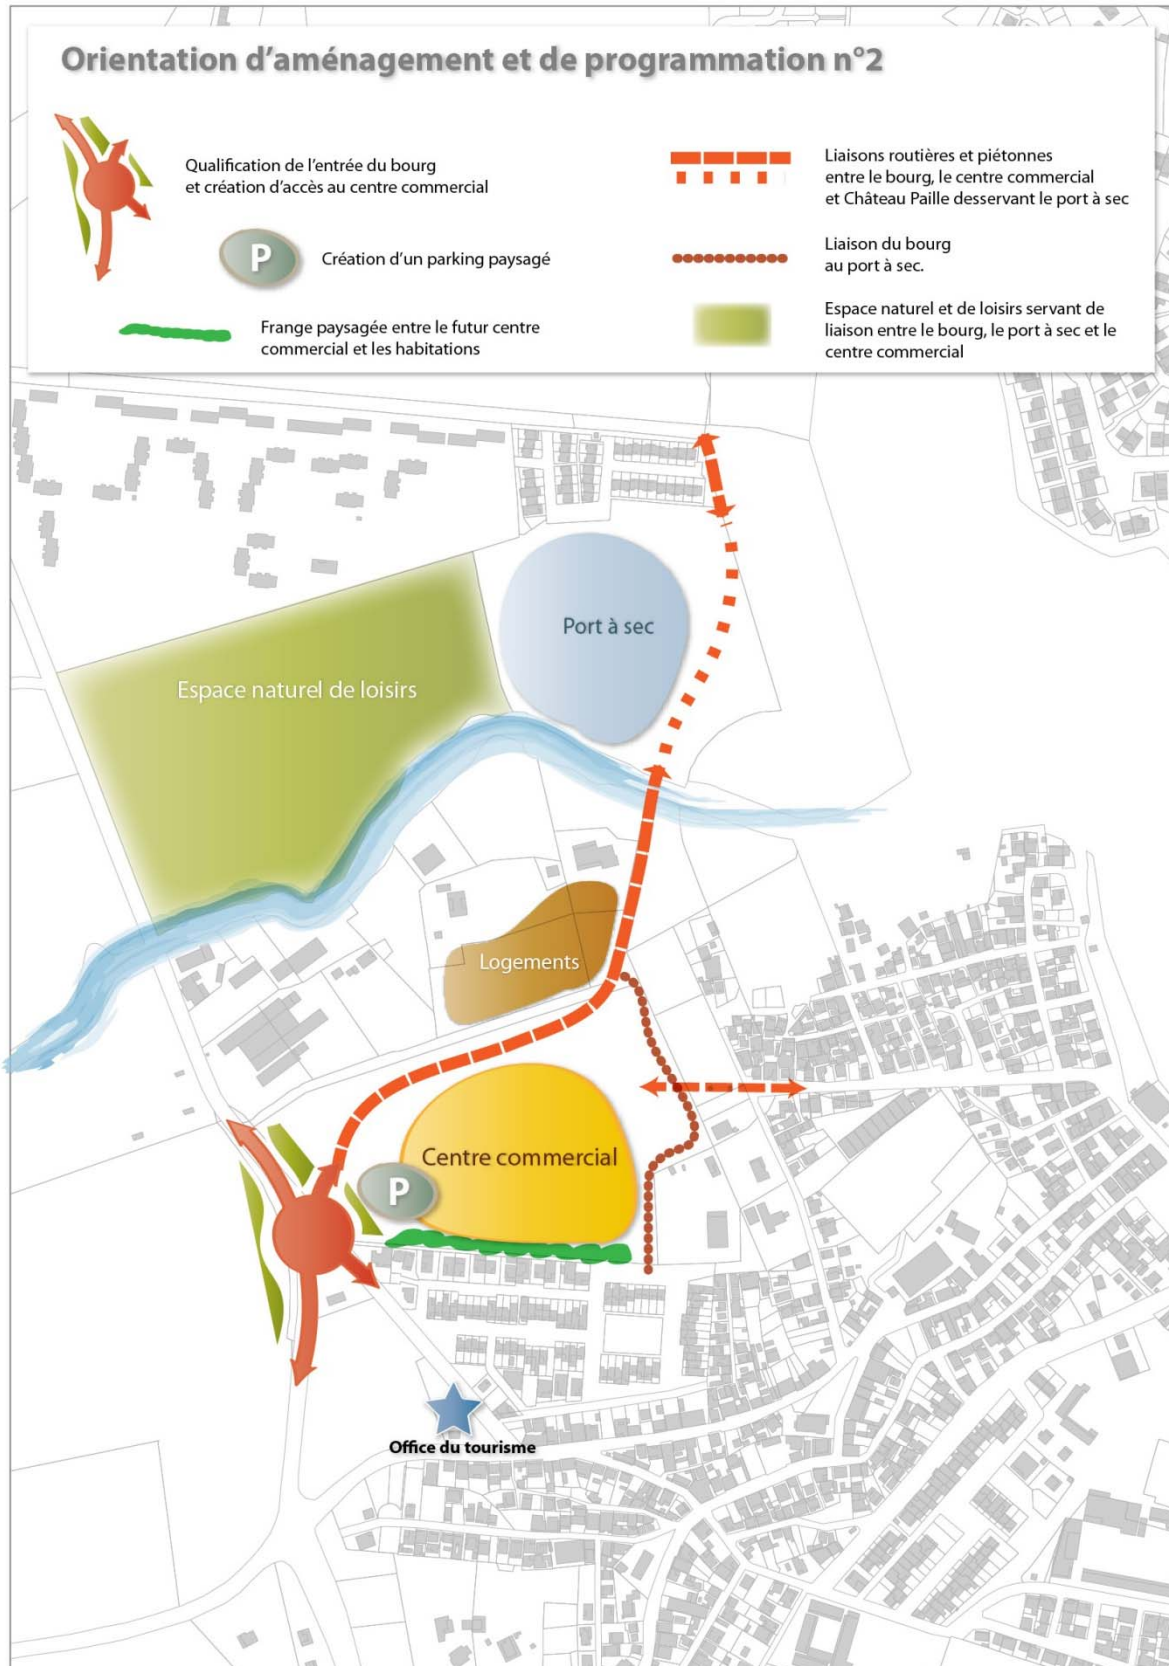 Orientation d’aménagement et de programmation n°2
Qualification de l’entrée du bourg
et création d’accès au centre commercial
P
Création d’un parking paysagé
Frange paysagée entre le futur centre
commercial et les habitations
Liaisons routières et piétonnes
entre le bourg, le centre commercial
et Château Paille desservant le port à sec
Liaison du bourg
au port à sec.
Espace naturel et de loisirs servant de
liaison entre le bourg, le port à sec et le
centre commercial
Port à sec
Espace naturel de loisirs
Logements
Centre commercial
P
Office du tourisme